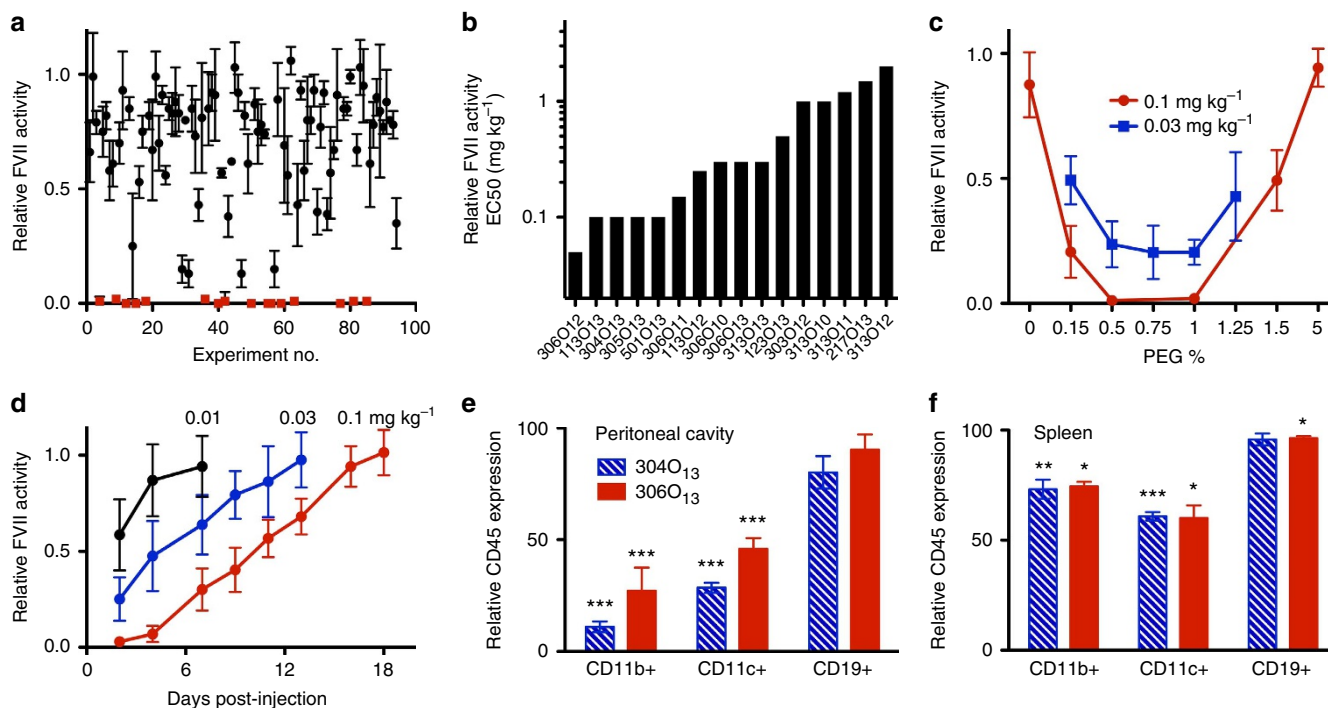 a
Relative FVII activity
1.0
0.5
0.0
0 20 40 60 80 100
Experiment no.
b
Relative FVII activity
EC50 (mg kg⁻¹)
1
0.1
306O12 113O13 304O13 305O13 501O13 306O11 113O12 306O10 306O13 313O13 123O13 303O12 313O10 313O11 217O13 313O12
c
Relative FVII activity
1.0
0.5
0.0
0.1 mg kg⁻¹
0.03 mg kg⁻¹
0 0.15 0.5 0.75 1 1.25 1.5 5
PEG %
d
Relative FVII activity
0.01 0.03 0.1 mg kg⁻¹
1.0
0.5
0.0
0 6 12 18
Days post-injection
e
Relative CD45 expression
100
50
0
Peritoneal cavity
304O₁₃
306O₁₃
*** *** *** ***
CD11b+ CD11c+ CD19+
f
Relative CD45 expression
100
50
0
Spleen
** * *** * *
CD11b+ CD11c+ CD19+